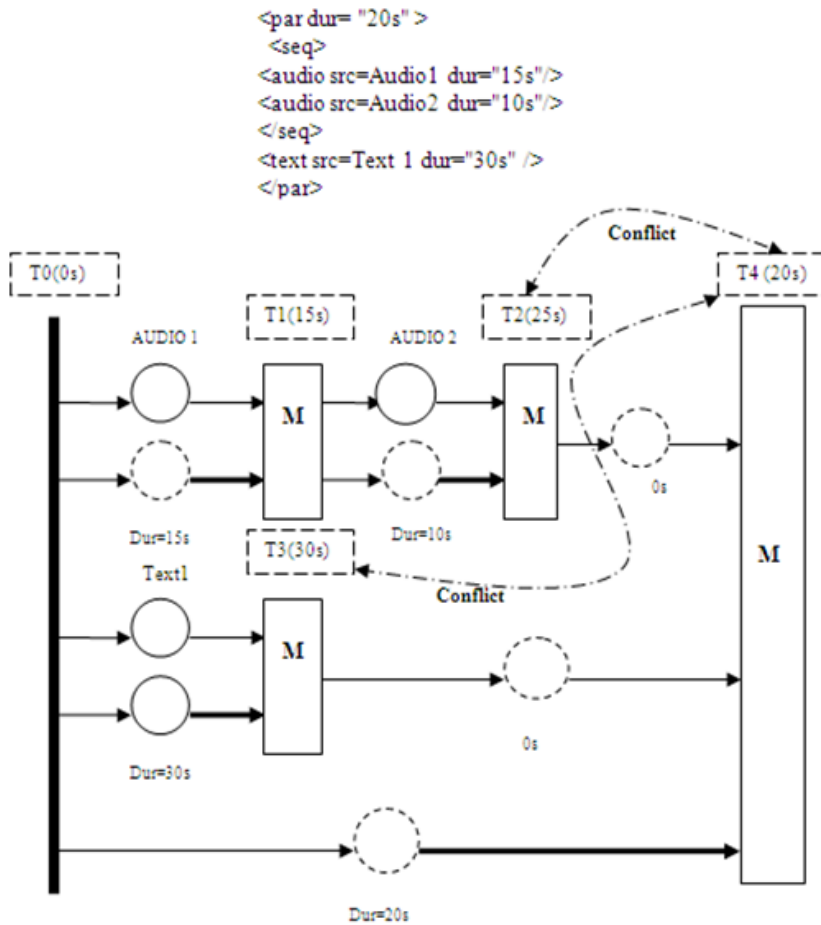 <par dur= "20s" >
<seq>
<audio src=Audio1 dur="15s"/>
<audio src=Audio2 dur="10s"/>
</seq>
<text src=Text 1 dur="30s" />
</par>
Conflict
T0(0s)
T4 (20s)
T1(15s)
T2(25s)
AUDIO 1
AUDIO 2
M
M
0s
Dur=15s
Dur=10s
T3(30s)
M
Text1
Conflict
M
0s
Dur=30s
Dur=20s